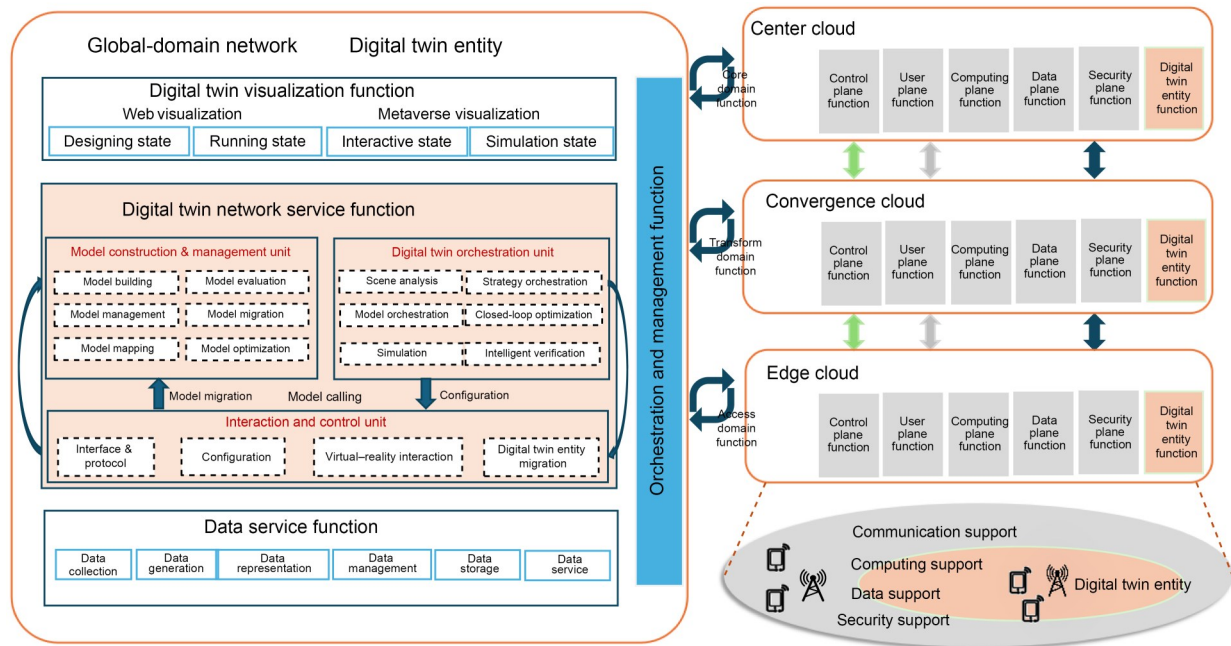 Global-domain network Digital twin entity
Digital twin visualization function
Web visualization Metaverse visualization
Designing state Running state Interactive state Simulation state
Digital twin network service function
Model construction & management unit
Model building Model evaluation
Model management Model migration
Model mapping Model optimization
Digital twin orchestration unit
Scene analysis Strategy orchestration
Model orchestration Closed-loop optimization
Simulation Intelligent verification
Model migration Model calling Configuration
Interaction and control unit
Interface &
protocol
Configuration
Virtual–reality interaction
Digital twin entity
migration
Data service function
Data
collection
Data
generation
Data
representation
Data
management
Data
storage
Data
service
Orchestration and management function
Core
domain
function
Center cloud
Control
plane
function
User
plane
function
Computing
plane
function
Data
plane
function
Security
plane
function
Digital
twin
entity
function
Transform
domain
function
Convergence cloud
Control
plane
function
User
plane
function
Computing
plane
function
Data
plane
function
Security
plane
function
Digital
twin
entity
function
Access
domain
function
Edge cloud
Control
plane
function
User
plane
function
Computing
plane
function
Data
plane
function
Security
plane
function
Digital
twin
entity
function
Communication support
Computing support
Data support
Security support
Digital twin entity